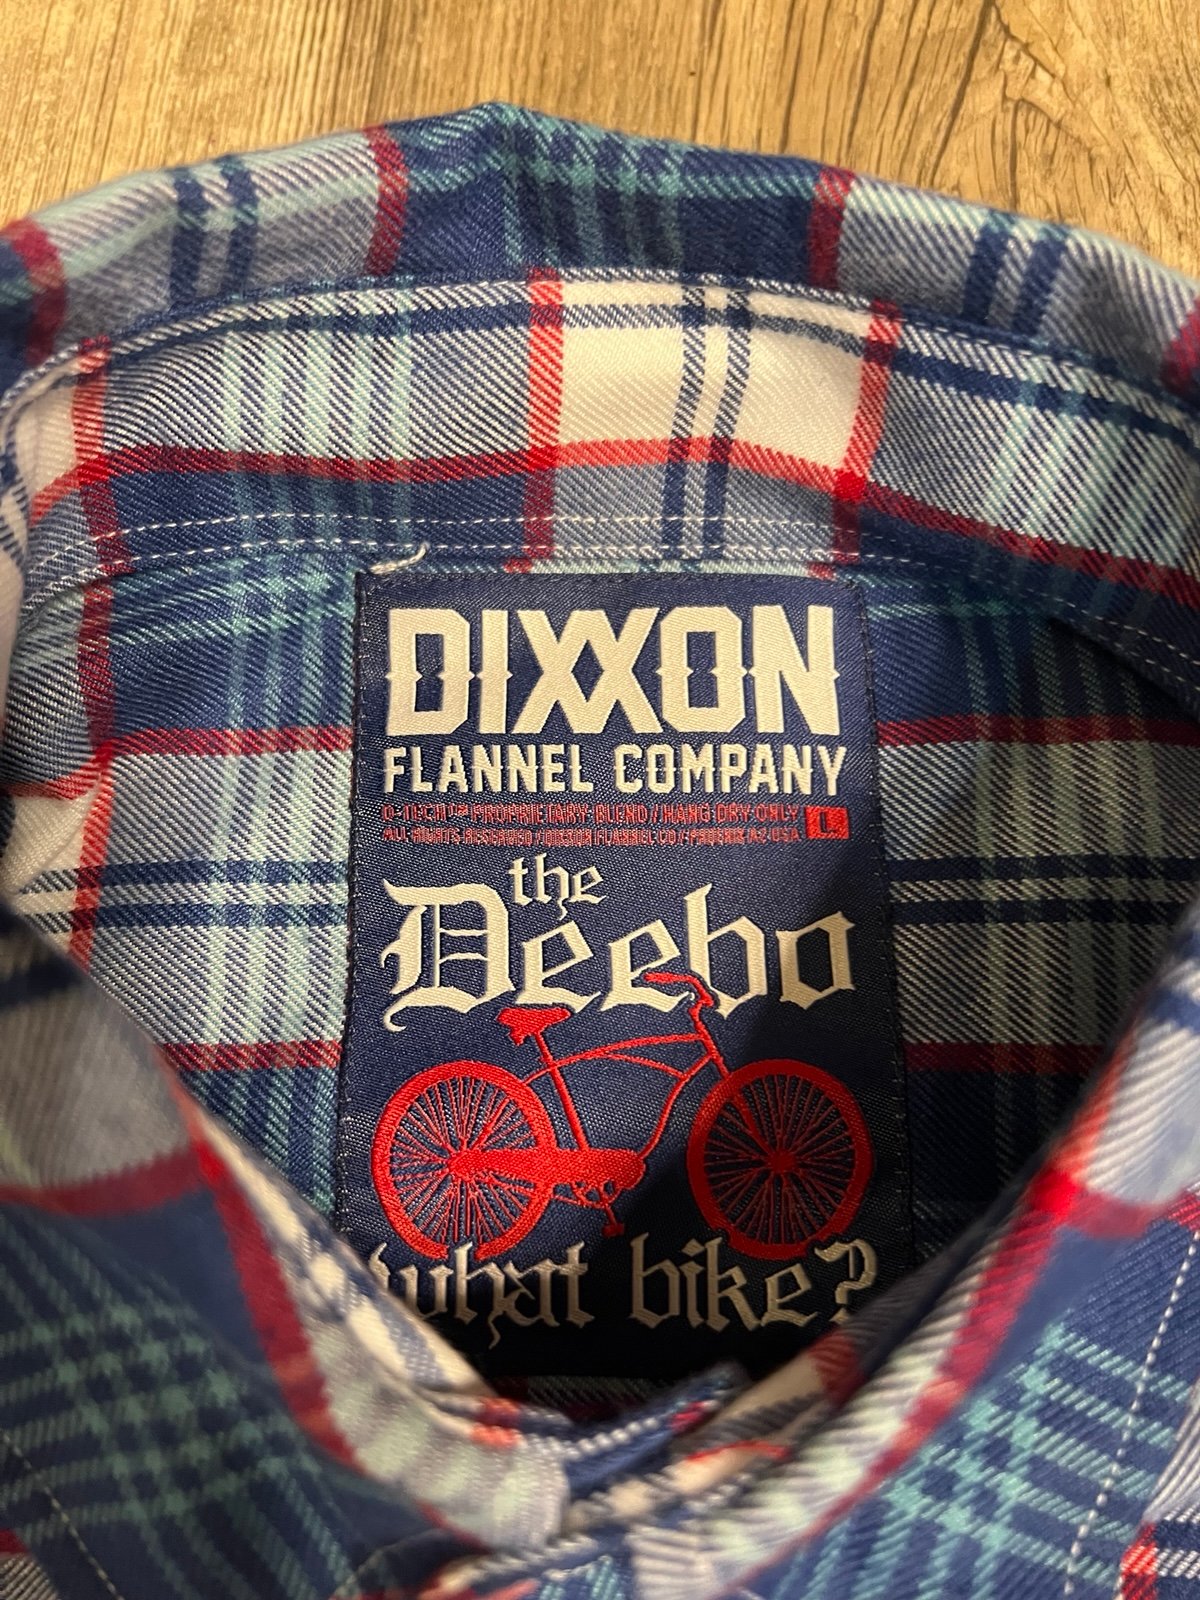 DIXXON
FLANNEL COMPANY
D-TECH™ PROPRIETARY BLEND / HANG DRY ONLY
ALL RIGHTS RESERVED / DIXXON FLANNEL CO / PHOENIX AZ USA
L
the
Deebo
what bike?